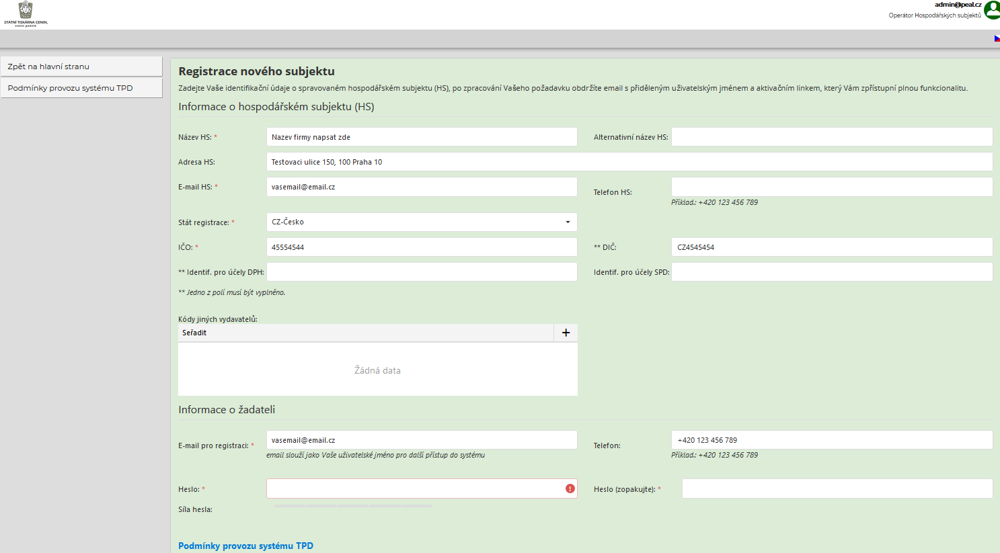 STÁTNÍ TISKÁRNA CENIN,
státní podnik
admin@peal.cz
Operátor Hospodářských subjektů
Zpět na hlavní stranu
Podmínky provozu systému TPD
Registrace nového subjektu
Zadejte Vaše identifikační údaje o spravovaném hospodářském subjektu (HS), po zpracování Vašeho požadavku obdržíte email s přiděleným uživatelským jménem a aktivačním linkem, který Vám zpřístupní plnou funkcionalitu.
Informace o hospodářském subjektu (HS)
Název HS: * Nazev firmy napsat zde Alternativní název HS:
Adresa HS: Testovaci ulice 150, 100 Praha 10
E-mail HS: * vasemail@email.cz Telefon HS:
Příklad.: +420 123 456 789
Stát registrace: * CZ-Česko
IČO: * 45554544 ** DIČ: CZ4545454
** Identif. pro účely DPH: Identif. pro účely SPD:
** Jedno z polí musí být vyplněno.
Kódy jiných vydavatelů:
Seřadit +
Žádná data
Informace o žadateli
E-mail pro registraci: * vasemail@email.cz Telefon: +420 123 456 789
email slouží jako Vaše uživatelské jméno pro další přístup do systému Příklad.: +420 123 456 789
Heslo: * Heslo (zopakujte): *
Síla hesla:
Podmínky provozu systému TPD